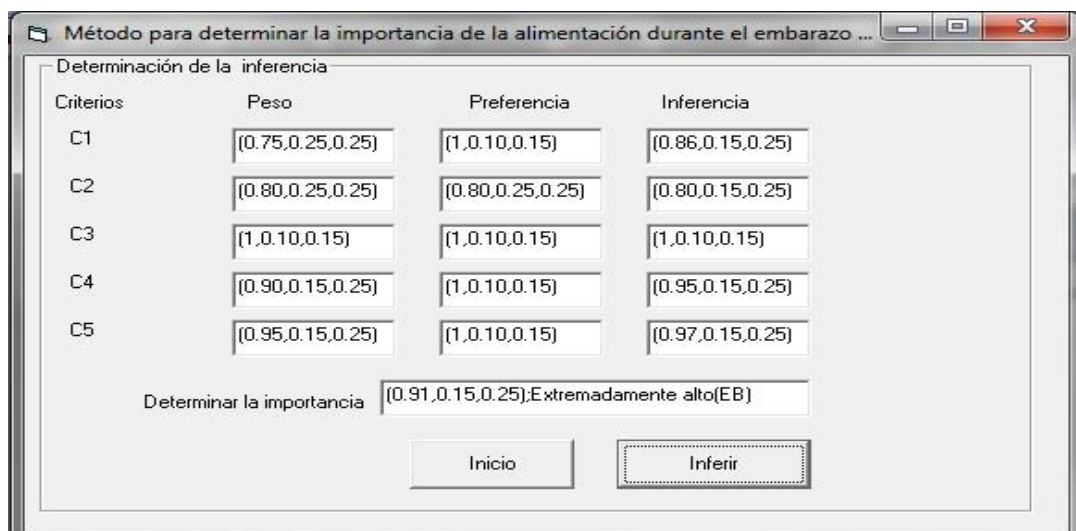 Método para determinar la importancia de la alimentación durante el embarazo ...
Determinación de la inferencia
Criterios Peso Preferencia Inferencia
C1 (0.75,0.25,0.25) (1,0.10,0.15) (0.86,0.15,0.25)
C2 (0.80,0.25,0.25) (0.80,0.25,0.25) (0.80,0.15,0.25)
C3 (1,0.10,0.15) (1,0.10,0.15) (1,0.10,0.15)
C4 (0.90,0.15,0.25) (1,0.10,0.15) (0.95,0.15,0.25)
C5 (0.95,0.15,0.25) (1,0.10,0.15) (0.97,0.15,0.25)
Determinar la importancia (0.91,0.15,0.25);Extremadamente alto(EB)
Inicio Inferir